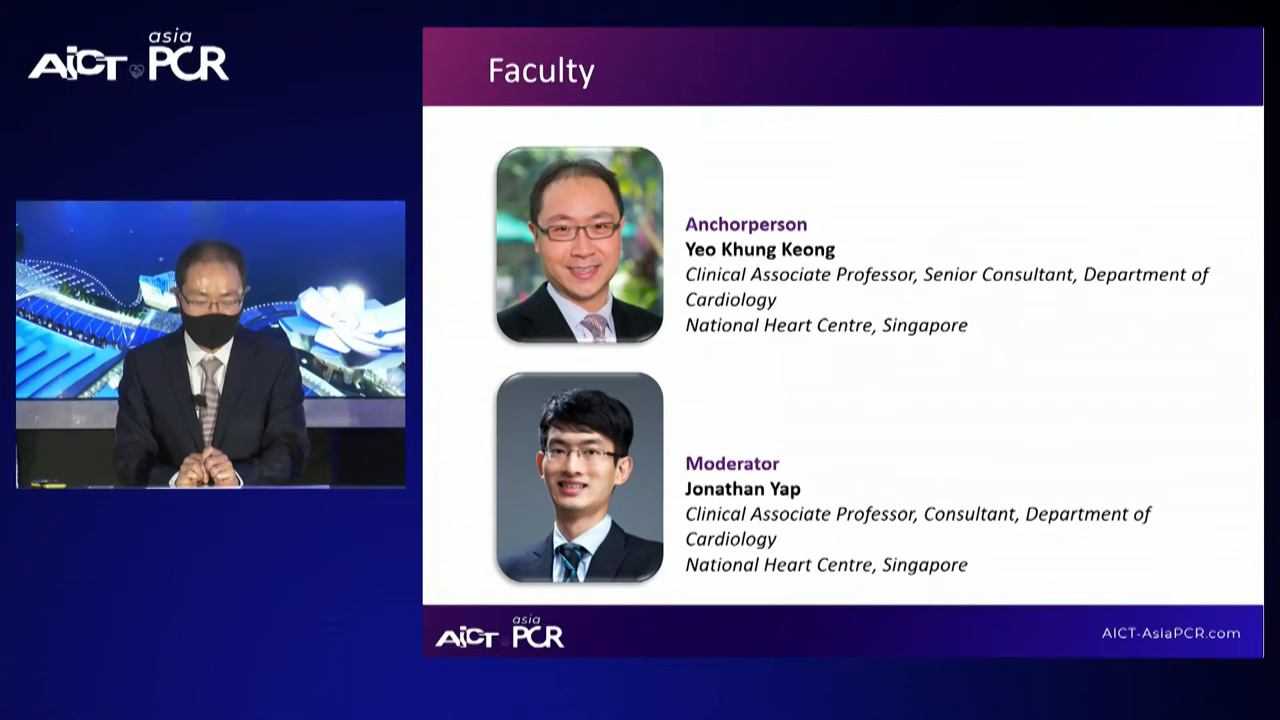 asia
AICT PCR
Faculty
Anchorperson
Yeo Khung Keong
Clinical Associate Professor, Senior Consultant, Department of
Cardiology
National Heart Centre, Singapore
Moderator
Jonathan Yap
Clinical Associate Professor, Consultant, Department of
Cardiology
National Heart Centre, Singapore
asia
AICT PCR
AICT-AsiaPCR.com